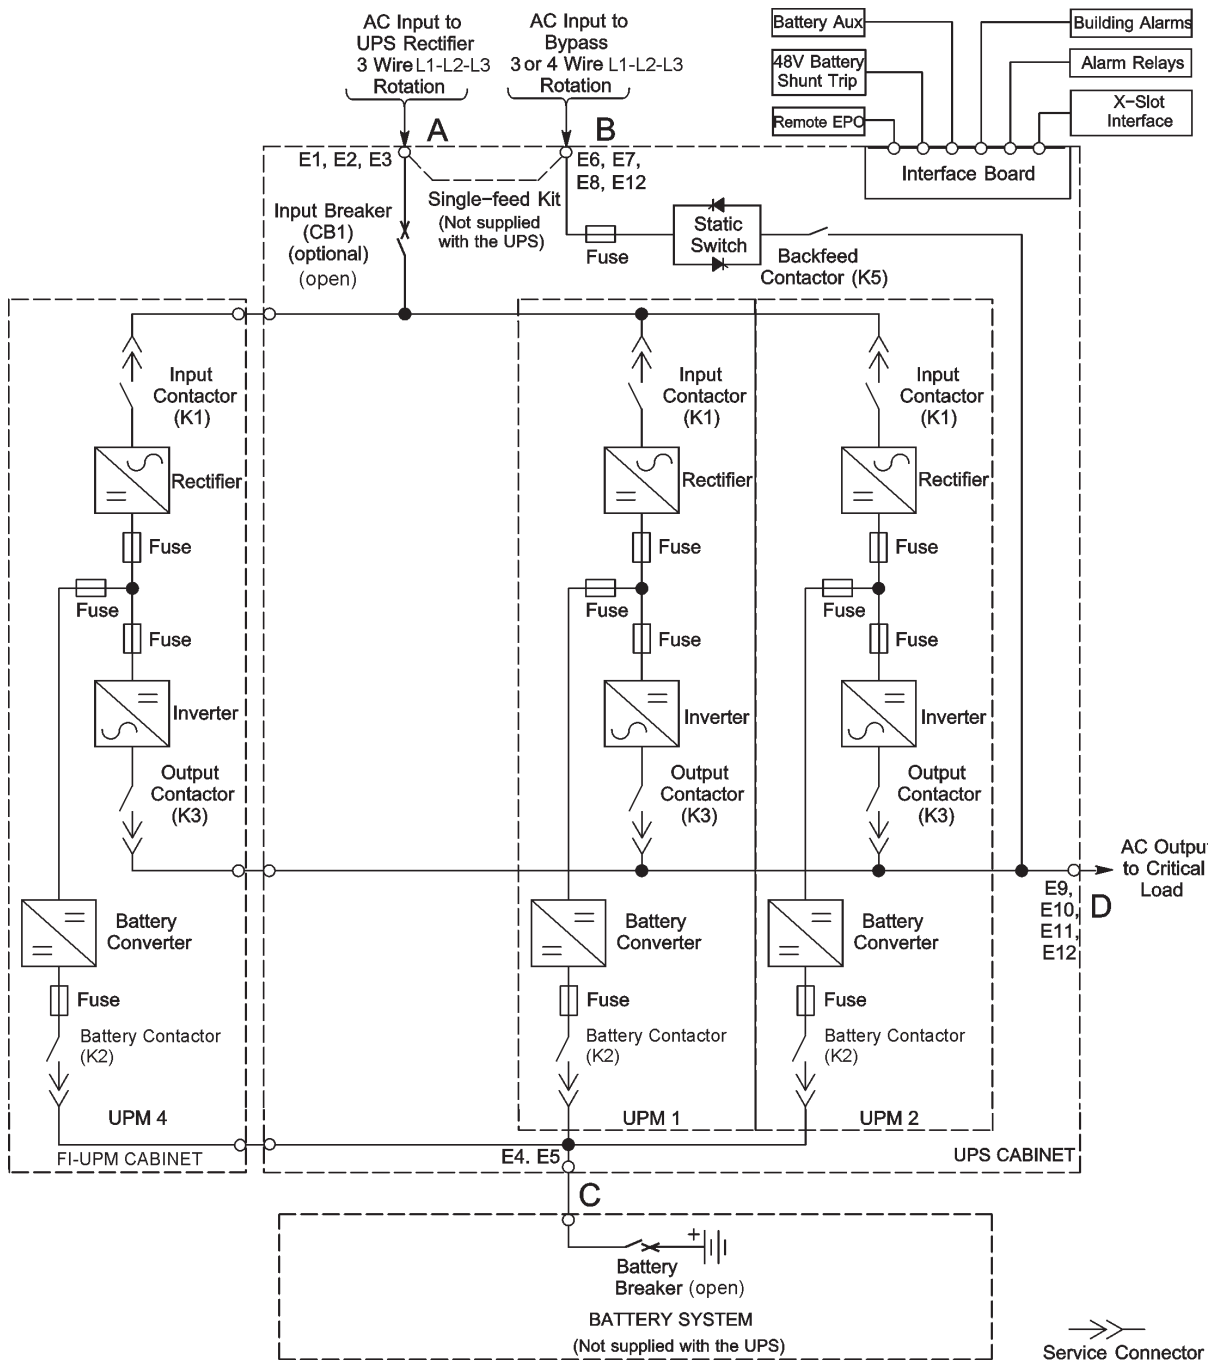 AC Input to
UPS Rectifier
3 Wire L1-L2-L3
Rotation
AC Input to
Bypass
3 or 4 Wire L1-L2-L3
Rotation
Battery Aux
48V Battery
Shunt Trip
Remote EPO
Building Alarms
Alarm Relays
X-Slot
Interface
Interface Board
A
B
E1, E2, E3
E6, E7,
E8, E12
Single-feed Kit
(Not supplied
with the UPS)
Input Breaker
(CB1)
(optional)
(open)
Fuse
Static
Switch
Backfeed
Contactor (K5)
Input
Contactor
(K1)
Input
Contactor
(K1)
Input
Contactor
(K1)
Rectifier
Rectifier
Rectifier
Fuse
Fuse
Fuse
Fuse
Fuse
Fuse
Fuse
Fuse
Fuse
Inverter
Inverter
Inverter
Output
Contactor
(K3)
Output
Contactor
(K3)
Output
Contactor
(K3)
AC Output
to Critical
Load
E9,
E10,
E11,
E12
D
Battery
Converter
Battery
Converter
Battery
Converter
Fuse
Fuse
Fuse
Battery Contactor
(K2)
Battery Contactor
(K2)
Battery Contactor
(K2)
UPM 4
UPM 1
UPM 2
FI-UPM CABINET
E4. E5
UPS CABINET
C
+
Battery
Breaker (open)
BATTERY SYSTEM
(Not supplied with the UPS)
Service Connector